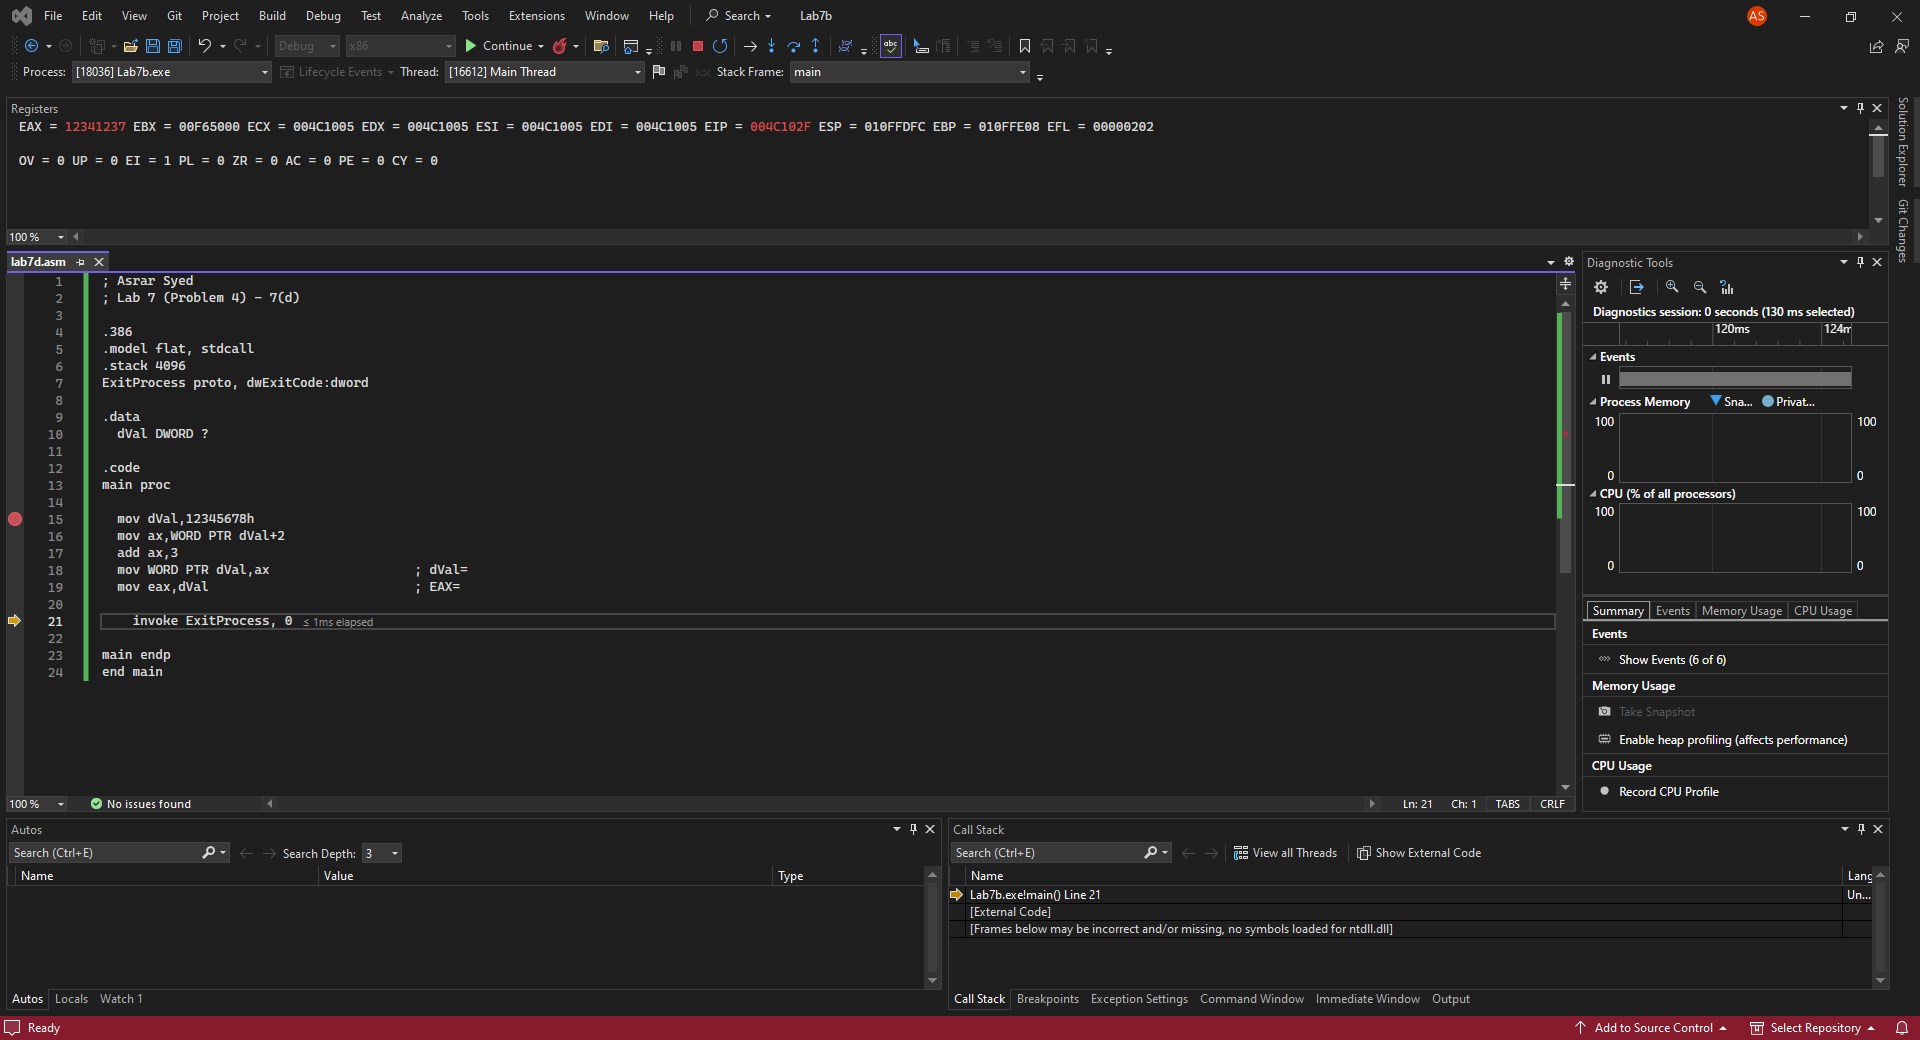 File Edit View Git Project Build Debug Test Analyze Tools Extensions Window Help Search Lab7b AS
Debug x86 Continue abc
Process: [18036] Lab7b.exe Lifecycle Events Thread: [16612] Main Thread Stack Frame: main
Registers
EAX = 12341237 EBX = 00F65000 ECX = 004C1005 EDX = 004C1005 ESI = 004C1005 EDI = 004C1005 EIP = 004C102F ESP = 010FFDFC EBP = 010FFE08 EFL = 00000202
OV = 0 UP = 0 EI = 1 PL = 0 ZR = 0 AC = 0 PE = 0 CY = 0
100 %
Solution Explorer
Git Changes
lab7d.asm
1 ; Asrar Syed
2 ; Lab 7 (Problem 4) - 7(d)
3
4 .386
5 .model flat, stdcall
6 .stack 4096
7 ExitProcess proto, dwExitCode:dword
8
9 .data
10 dVal DWORD ?
11
12 .code
13 main proc
14
15 mov dVal,12345678h
16 mov ax,WORD PTR dVal+2
17 add ax,3
18 mov WORD PTR dVal,ax ; dVal=
19 mov eax,dVal ; EAX=
20
21 invoke ExitProcess, 0 ≤ 1ms elapsed
22
23 main endp
24 end main
100 % No issues found Ln: 21 Ch: 1 TABS CRLF
Diagnostic Tools
Diagnostics session: 0 seconds (130 ms selected)
120ms 124m
Events
Process Memory Sna... Privat...
100 100
0 0
CPU (% of all processors)
100 100
0 0
Summary Events Memory Usage CPU Usage
Events
Show Events (6 of 6)
Memory Usage
Take Snapshot
Enable heap profiling (affects performance)
CPU Usage
Record CPU Profile
Autos
Search (Ctrl+E) Search Depth: 3
Name Value Type
Autos Locals Watch 1
Call Stack
Search (Ctrl+E) View all Threads Show External Code
Name Lang
Lab7b.exe!main() Line 21 Un...
[External Code]
[Frames below may be incorrect and/or missing, no symbols loaded for ntdll.dll]
Call Stack Breakpoints Exception Settings Command Window Immediate Window Output
Ready Add to Source Control Select Repository